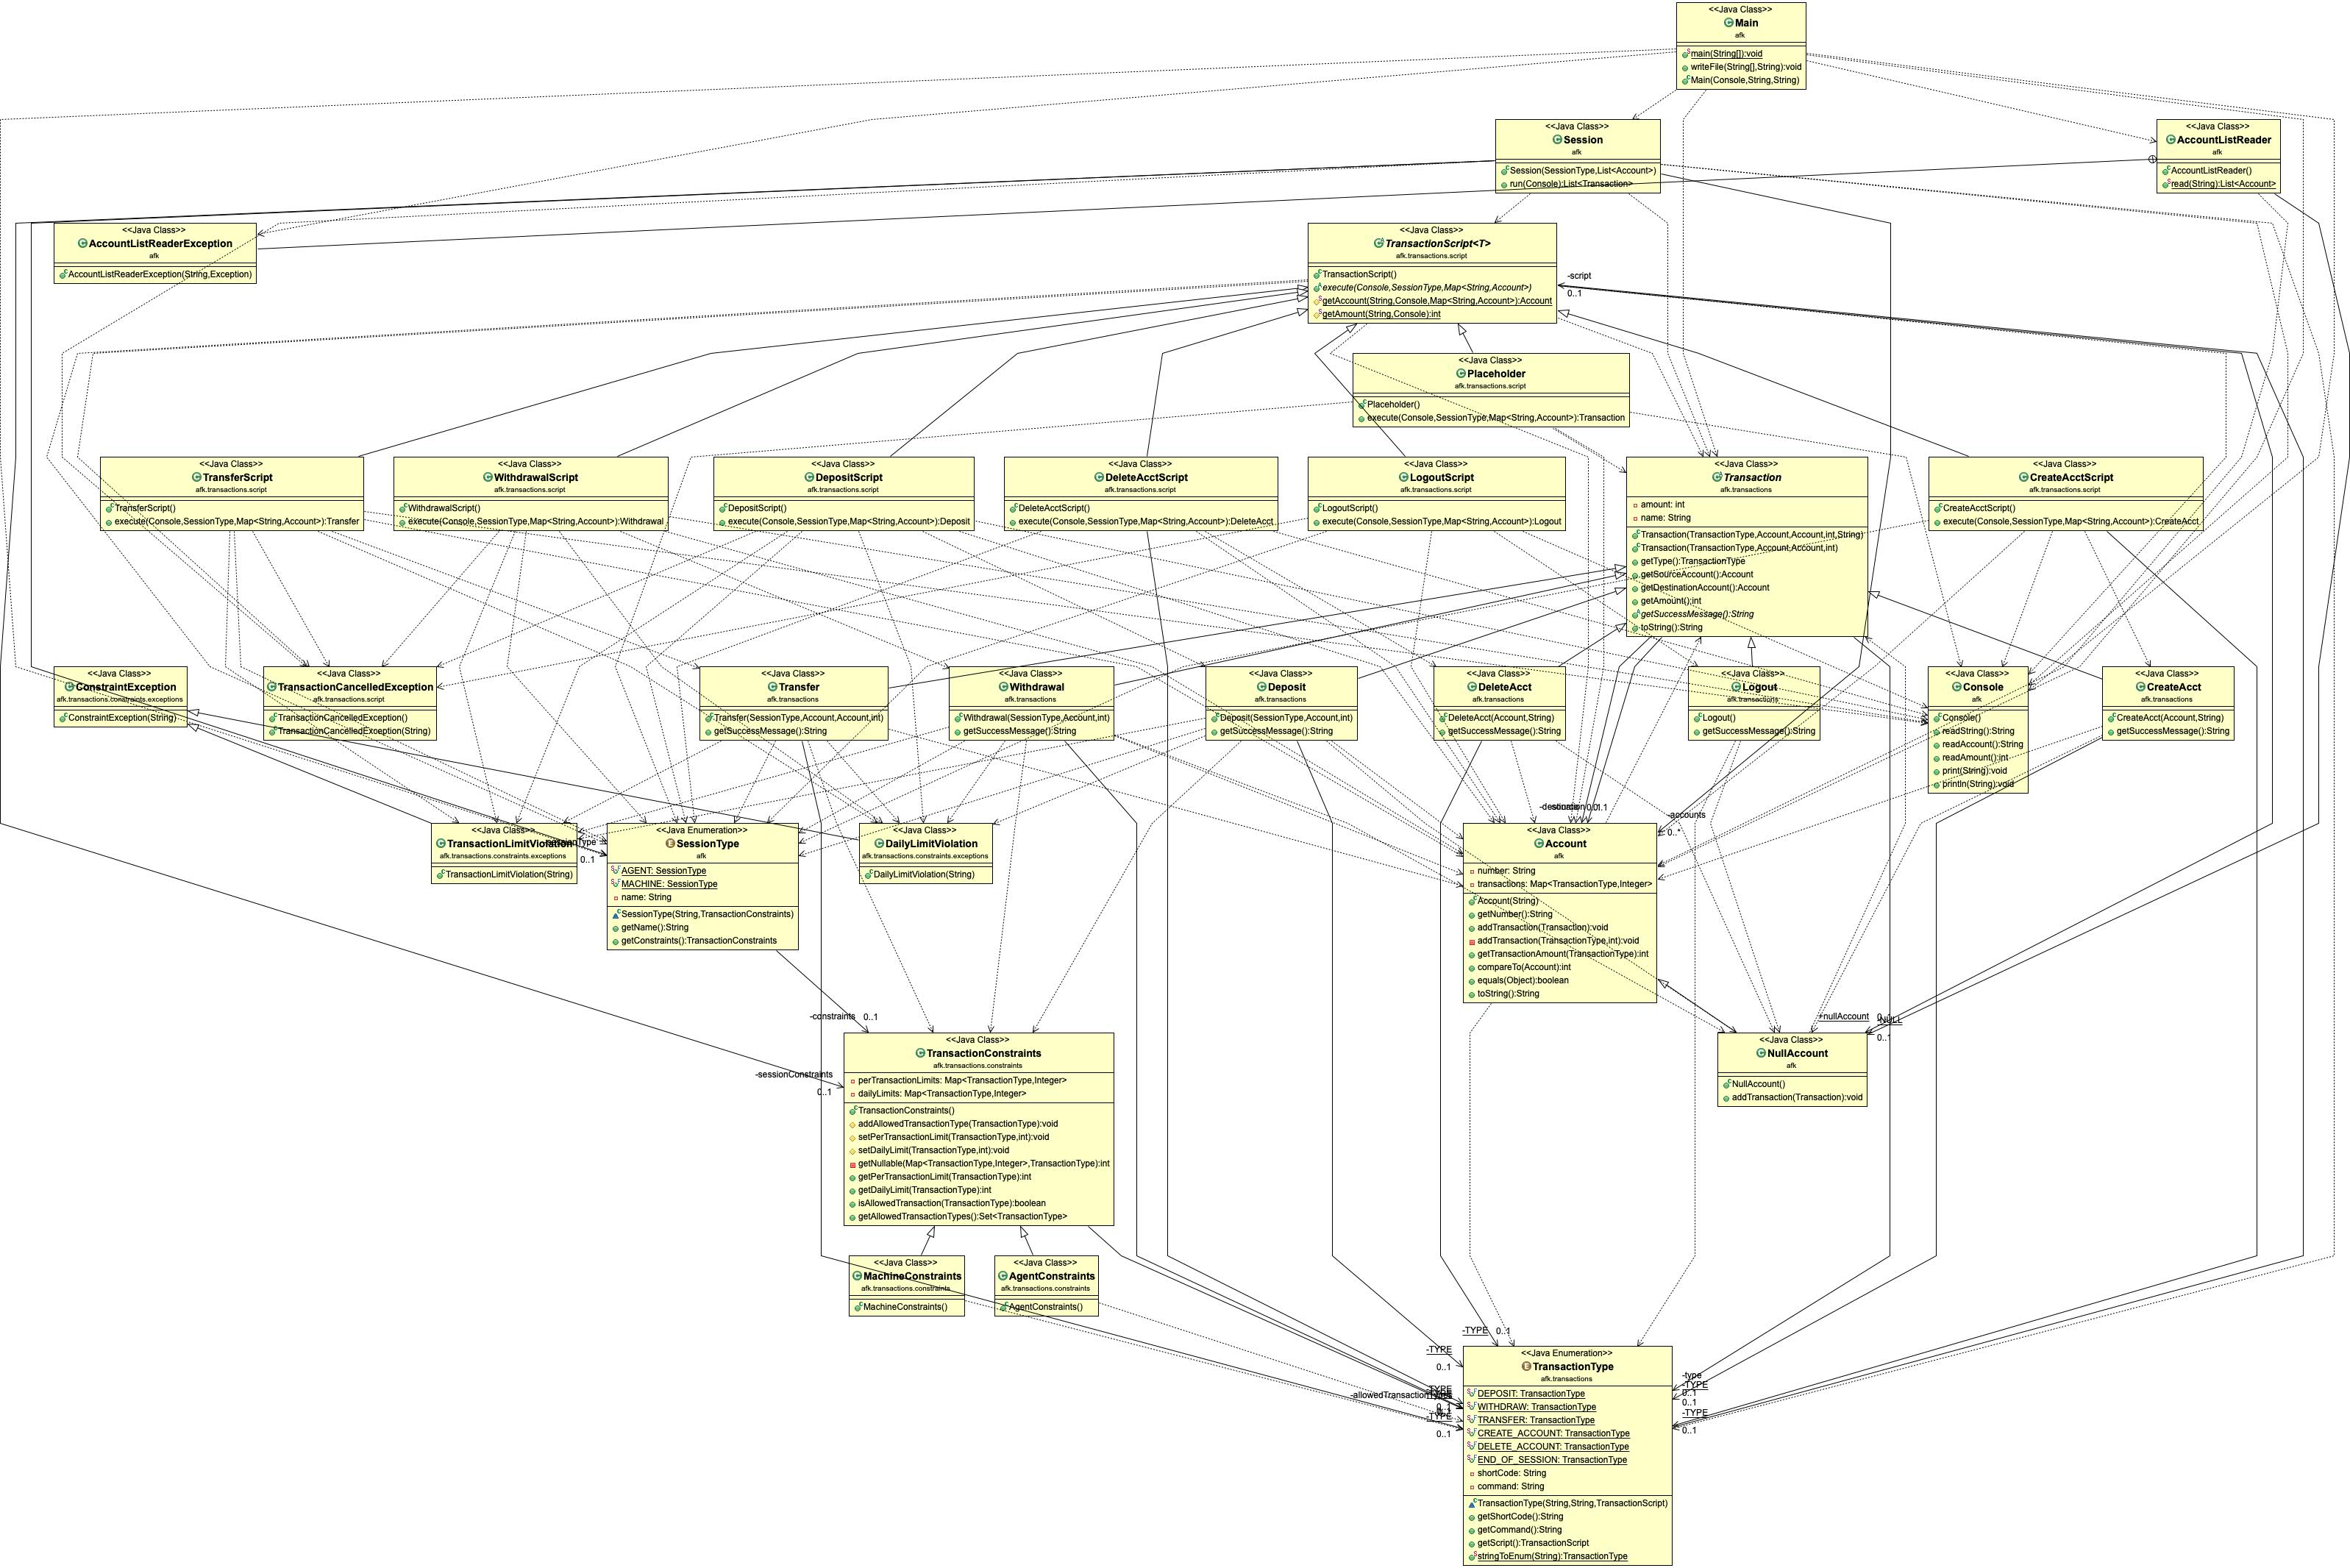 <<Java Class>>
Main
afk
main(String[]):void
writeFile(String[],String):void
Main(Console,String,String)
<<Java Class>>
Session
afk
Session(SessionType,List<Account>)
run(Console):List<Transaction>
<<Java Class>>
AccountListReader
afk
AccountListReader()
read(String):List<Account>
<<Java Class>>
AccountListReaderException
afk
AccountListReaderException(String,Exception)
<<Java Class>>
TransactionScript<T>
afk.transactions.script
TransactionScript()
execute(Console,SessionType,Map<String,Account>)
getAccount(String,Console,Map<String,Account>):Account
getAmount(String,Console):int
-script
0..1
<<Java Class>>
Placeholder
afk.transactions.script
Placeholder()
execute(Console,SessionType,Map<String,Account>):Transaction
<<Java Class>>
TransferScript
afk.transactions.script
TransferScript()
execute(Console,SessionType,Map<String,Account>):Transfer
<<Java Class>>
WithdrawalScript
afk.transactions.script
WithdrawalScript()
execute(Console,SessionType,Map<String,Account>):Withdrawal
<<Java Class>>
DepositScript
afk.transactions.script
DepositScript()
execute(Console,SessionType,Map<String,Account>):Deposit
<<Java Class>>
DeleteAcctScript
afk.transactions.script
DeleteAcctScript()
execute(Console,SessionType,Map<String,Account>):DeleteAcct
<<Java Class>>
LogoutScript
afk.transactions.script
LogoutScript()
execute(Console,SessionType,Map<String,Account>):Logout
<<Java Class>>
Transaction
afk.transactions
amount: int
name: String
Transaction(TransactionType,Account,Account,int,String)
Transaction(TransactionType,Account,Account,int)
getType():TransactionType
getSourceAccount():Account
getDestinationAccount():Account
getAmount():int
getSuccessMessage():String
toString():String
<<Java Class>>
CreateAcctScript
afk.transactions.script
CreateAcctScript()
execute(Console,SessionType,Map<String,Account>):CreateAcct
<<Java Class>>
ConstraintException
afk.transactions.constraints.exceptions
ConstraintException(String)
<<Java Class>>
TransactionCancelledException
afk.transactions.script
TransactionCancelledException()
TransactionCancelledException(String)
<<Java Class>>
Transfer
afk.transactions
Transfer(SessionType,Account,Account,int)
getSuccessMessage():String
<<Java Class>>
Withdrawal
afk.transactions
Withdrawal(SessionType,Account,int)
getSuccessMessage():String
<<Java Class>>
Deposit
afk.transactions
Deposit(SessionType,Account,int)
getSuccessMessage():String
<<Java Class>>
DeleteAcct
afk.transactions
DeleteAcct(Account,String)
getSuccessMessage():String
<<Java Class>>
Logout
afk.transactions
Logout()
getSuccessMessage():String
<<Java Class>>
Console
afk
Console()
readString():String
readAccount():String
readAmount():int
print(String):void
println(String):void
<<Java Class>>
CreateAcct
afk.transactions
CreateAcct(Account,String)
getSuccessMessage():String
<<Java Class>>
TransactionLimitViolation
afk.transactions.constraints.exceptions
TransactionLimitViolation(String)
0..1
<<Java Enumeration>>
SessionType
afk
AGENT: SessionType
MACHINE: SessionType
name: String
SessionType(String,TransactionConstraints)
getName():String
getConstraints():TransactionConstraints
<<Java Class>>
DailyLimitViolation
afk.transactions.constraints.exceptions
DailyLimitViolation(String)
-accounts
0..*
<<Java Class>>
Account
afk
number: String
transactions: Map<TransactionType,Integer>
Account(String)
getNumber():String
addTransaction(Transaction):void
addTransaction(TransactionType,int):void
getTransactionAmount(TransactionType):int
compareTo(Account):int
equals(Object):boolean
toString():String
-constraints 0..1
-sessionConstraints
0..1
<<Java Class>>
TransactionConstraints
afk.transactions.constraints
perTransactionLimits: Map<TransactionType,Integer>
dailyLimits: Map<TransactionType,Integer>
TransactionConstraints()
addAllowedTransactionType(TransactionType):void
setPerTransactionLimit(TransactionType,int):void
setDailyLimit(TransactionType,int):void
getNullable(Map<TransactionType,Integer>,TransactionType):int
getPerTransactionLimit(TransactionType):int
getDailyLimit(TransactionType):int
isAllowedTransaction(TransactionType):boolean
getAllowedTransactionTypes():Set<TransactionType>
+nullAccount
-NULL
0..1
<<Java Class>>
NullAccount
afk
NullAccount()
addTransaction(Transaction):void
<<Java Class>>
MachineConstraints
afk.transactions.constraints
MachineConstraints()
<<Java Class>>
AgentConstraints
afk.transactions.constraints
AgentConstraints()
-TYPE 0..1
-TYPE
0..1
-allowedTransactionTypes
0..1
-TYPE
0..1
-type
-TYPE
0..1
0..1
-TYPE
0..1
<<Java Enumeration>>
TransactionType
afk.transactions
DEPOSIT: TransactionType
WITHDRAW: TransactionType
TRANSFER: TransactionType
CREATE_ACCOUNT: TransactionType
DELETE_ACCOUNT: TransactionType
END_OF_SESSION: TransactionType
shortCode: String
command: String
TransactionType(String,String,TransactionScript)
getShortCode():String
getCommand():String
getScript():TransactionScript
stringToEnum(String):TransactionType